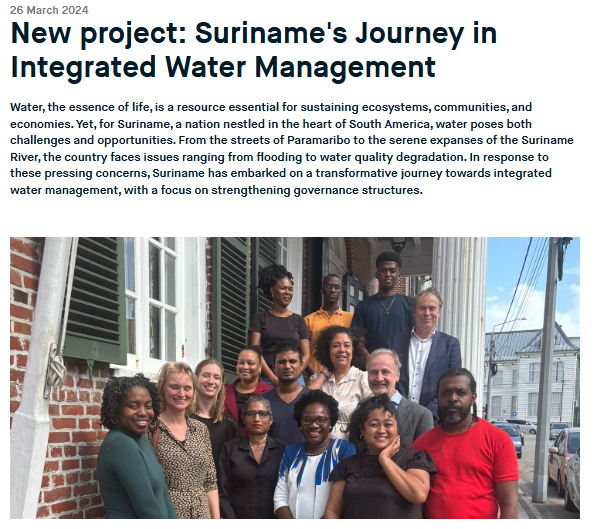 26 March 2024
New project: Suriname's Journey in
Integrated Water Management
Water, the essence of life, is a resource essential for sustaining ecosystems, communities, and
economies. Yet, for Suriname, a nation nestled in the heart of South America, water poses both
challenges and opportunities. From the streets of Paramaribo to the serene expanses of the Suriname
River, the country faces issues ranging from flooding to water quality degradation. In response to
these pressing concerns, Suriname has embarked on a transformative journey towards integrated
water management, with a focus on strengthening governance structures.